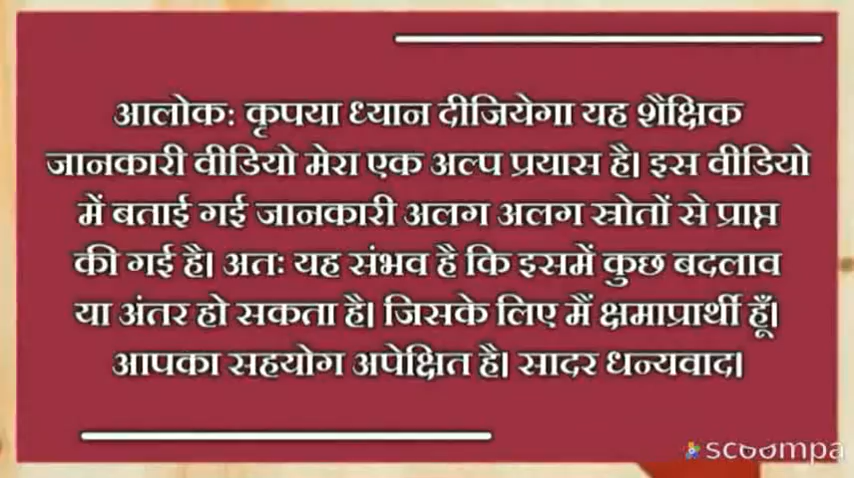 आलोक: कृपया ध्यान दीजियेगा यह शैक्षिक
जानकारी वीडियो मेरा एक अल्प प्रयास है। इस वीडियो
में बताई गई जानकारी अलग अलग स्रोतों से प्राप्त
की गई है। अतः यह संभव है कि इसमें कुछ बदलाव
या अंतर हो सकता है। जिसके लिए मैं क्षमाप्रार्थी हूँ।
आपका सहयोग अपेक्षित है। सादर धन्यवाद।
scoompa